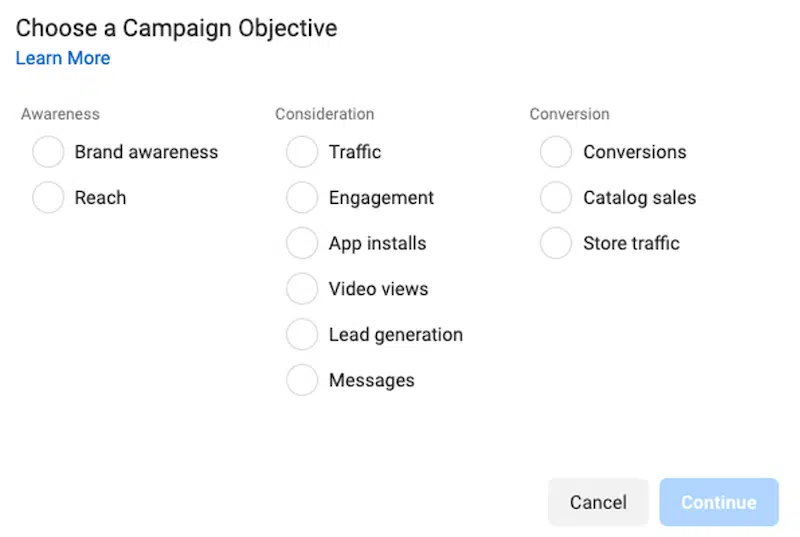 Choose a Campaign Objective
Learn More
Awareness
Brand awareness
Reach
Consideration
Traffic
Engagement
App installs
Video views
Lead generation
Messages
Conversion
Conversions
Catalog sales
Store traffic
Cancel
Continue